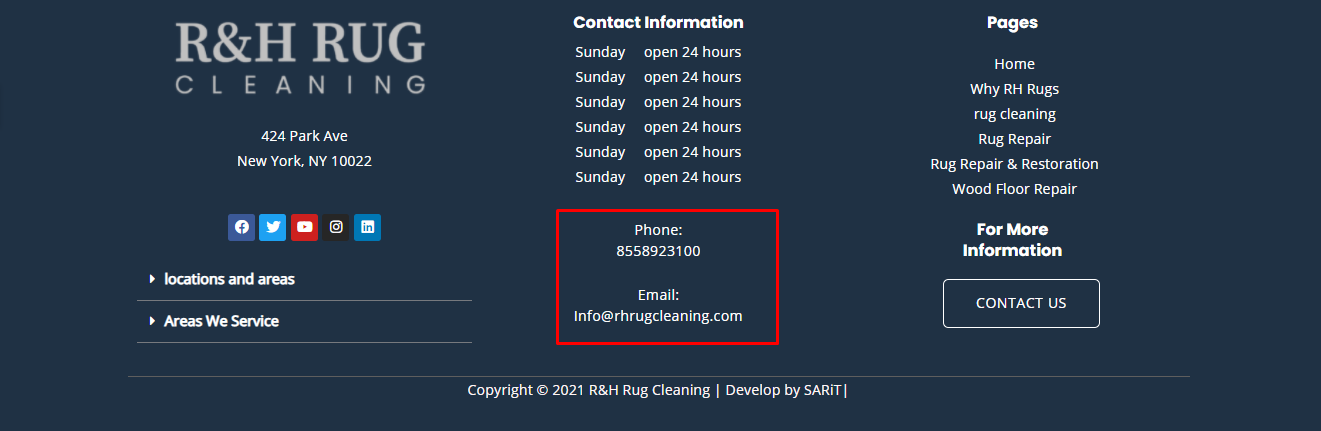 R&H RUG
CLEANING
424 Park Ave
New York, NY 10022
locations and areas
Areas We Service
Contact Information
Sunday open 24 hours
Sunday open 24 hours
Sunday open 24 hours
Sunday open 24 hours
Sunday open 24 hours
Sunday open 24 hours
Phone:
8558923100
Email:
Info@rhrugcleaning.com
Pages
Home
Why RH Rugs
rug cleaning
Rug Repair
Rug Repair & Restoration
Wood Floor Repair
For More
Information
CONTACT US
Copyright © 2021 R&H Rug Cleaning | Develop by SARiT|